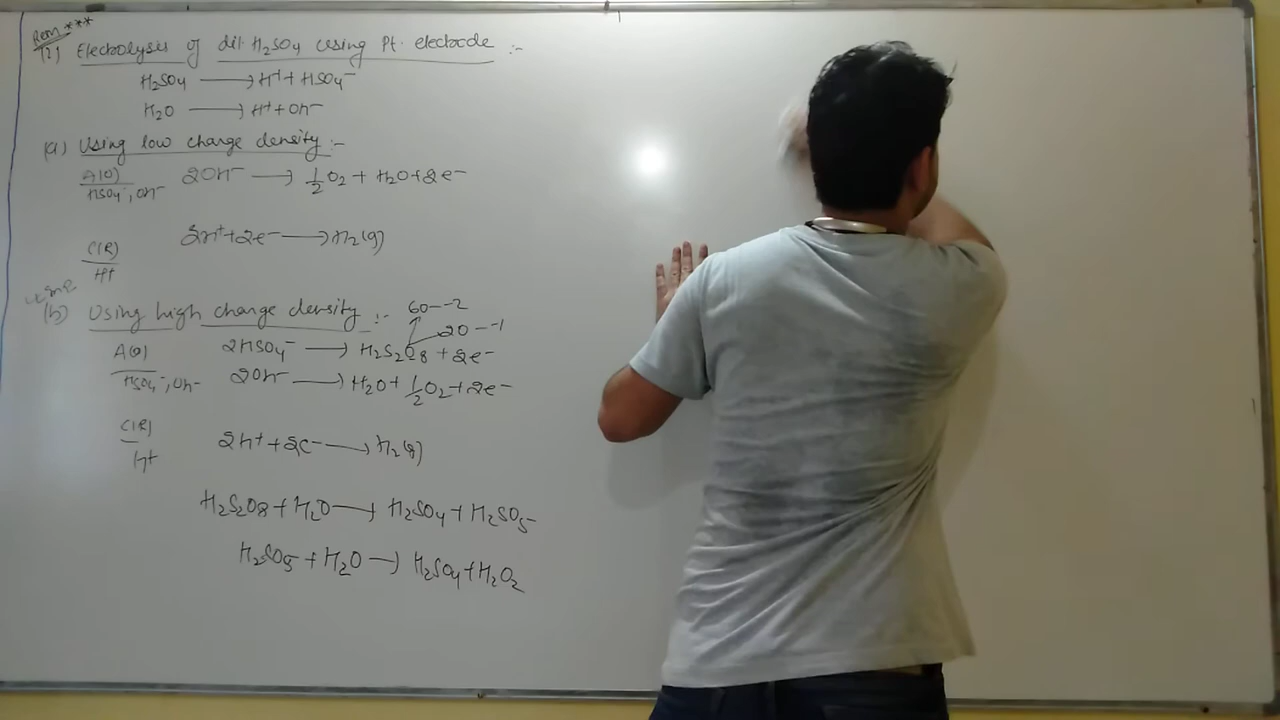 Rem ***
(2) Electrolysis of dil. H₂SO₄ using Pt. electrode :-
H₂SO₄ ⟶ H⁺ + HSO₄⁻
H₂O ⟶ H⁺ + OH⁻
(a) Using low charge density :-
A(O)
HSO₄⁻, OH⁻
2OH⁻ ⟶ 1/2 O₂ + H₂O + 2e⁻
2H⁺ + 2e⁻ ⟶ H₂(g)
C(R)
H⁺
(b) Using high charge density :-
6O--2
2O--1
A(O)
HSO₄⁻, OH⁻
2HSO₄⁻ ⟶ H₂S₂O₈ + 2e⁻
2OH⁻ ⟶ H₂O + 1/2 O₂ + 2e⁻
C(R)
H⁺
2H⁺ + 2e⁻ ⟶ H₂(g)
H₂S₂O₈ + H₂O ⟶ H₂SO₄ + H₂SO₅
H₂SO₅ + H₂O ⟶ H₂SO₄ + H₂O₂